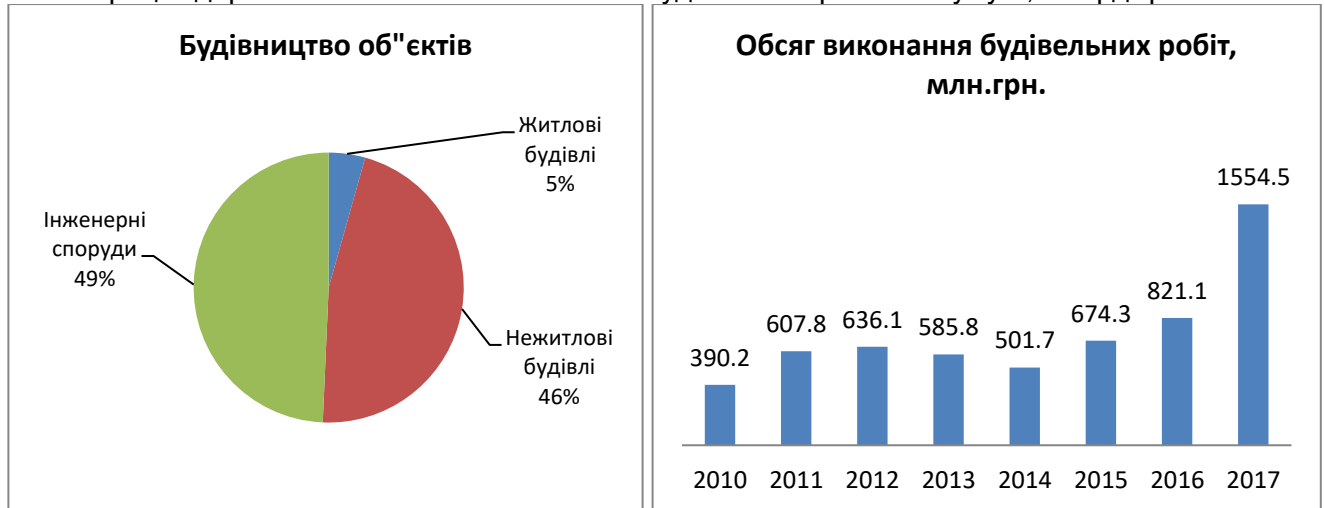 Будівництво об"єктів
Житлові
будівлі
5%
Інженерні
споруди
49%
Нежитлові
будівлі
46%
Обсяг виконання будівельних робіт,
млн.грн.
390.2
607.8
636.1
585.8
501.7
674.3
821.1
1554.5
2010 2011 2012 2013 2014 2015 2016 2017